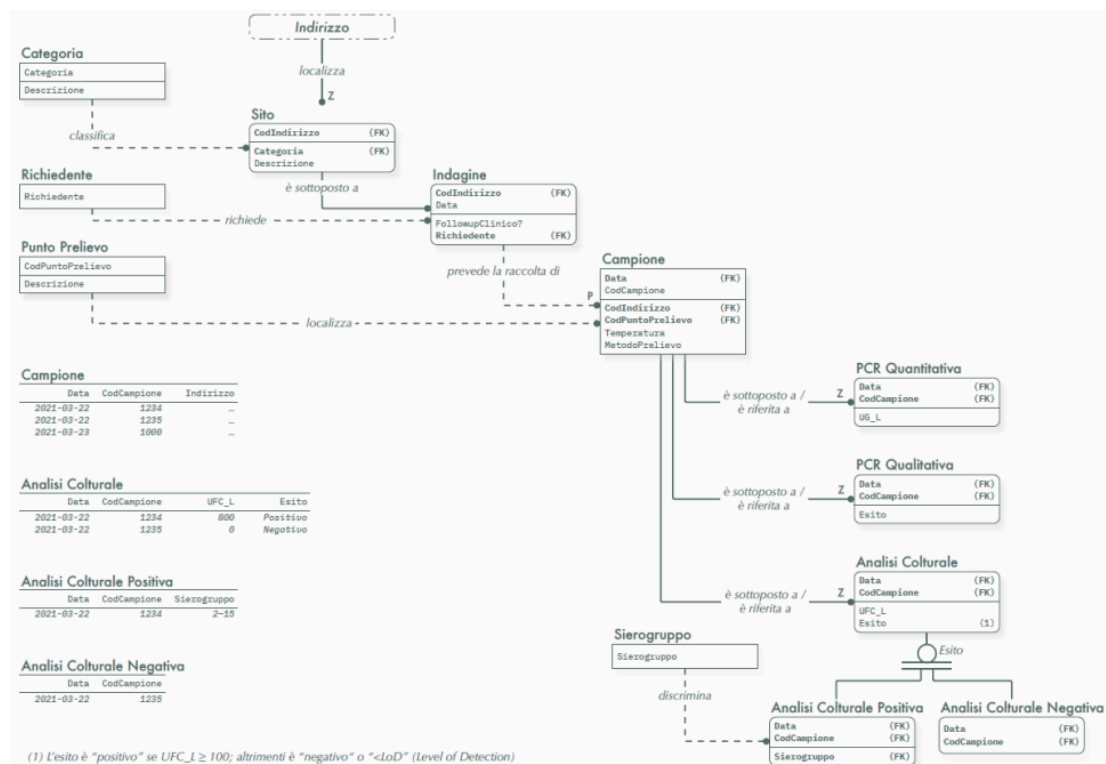 Indirizzo
localizza
Z
Categoria
Categoria
Descrizione
classifica
Sito
CodIndirizzo (FK)
Categoria (FK)
Descrizione
è sottoposto a
Richiedente
Richiedente
richiede
Indagine
CodIndirizzo (FK)
Data
FollowupClinico?
Richiedente (FK)
prevede la raccolta di
P
Punto Prelievo
CodPuntoPrelievo
Descrizione
localizza
Campione
Data (FK)
CodCampione
CodIndirizzo (FK)
CodPuntoPrelievo (FK)
Temperatura
MetodoPrelievo
Campione
Data CodCampione Indirizzo
2021-03-22 1234 …
2021-03-22 1235 …
2021-03-23 1000 …
PCR Quantitativa
Data (FK)
CodCampione (FK)
UG_L
è sottoposto a /
è riferita a
Z
PCR Qualitativa
Data (FK)
CodCampione (FK)
Esito
è sottoposto a /
è riferita a
Z
Analisi Colturale
Data CodCampione UFC_L Esito
2021-03-22 1234 800 Positivo
2021-03-22 1235 0 Negativo
Analisi Colturale
Data (FK)
CodCampione (FK)
UFC_L
Esito (1)
è sottoposto a /
è riferita a
Z
Esito
Analisi Colturale Positiva
Data CodCampione Sierogruppo
2021-03-22 1234 2–15
Sierogruppo
Sierogruppo
discrimina
Analisi Colturale Negativa
Data CodCampione
2021-03-22 1235
Analisi Colturale Positiva
Data (FK)
CodCampione (FK)
Sierogruppo (FK)
Analisi Colturale Negativa
Data (FK)
CodCampione (FK)
(1) L'esito è "positivo" se UFC_L ≥ 100; altrimenti è "negativo" o "<LoD" (Level of Detection)